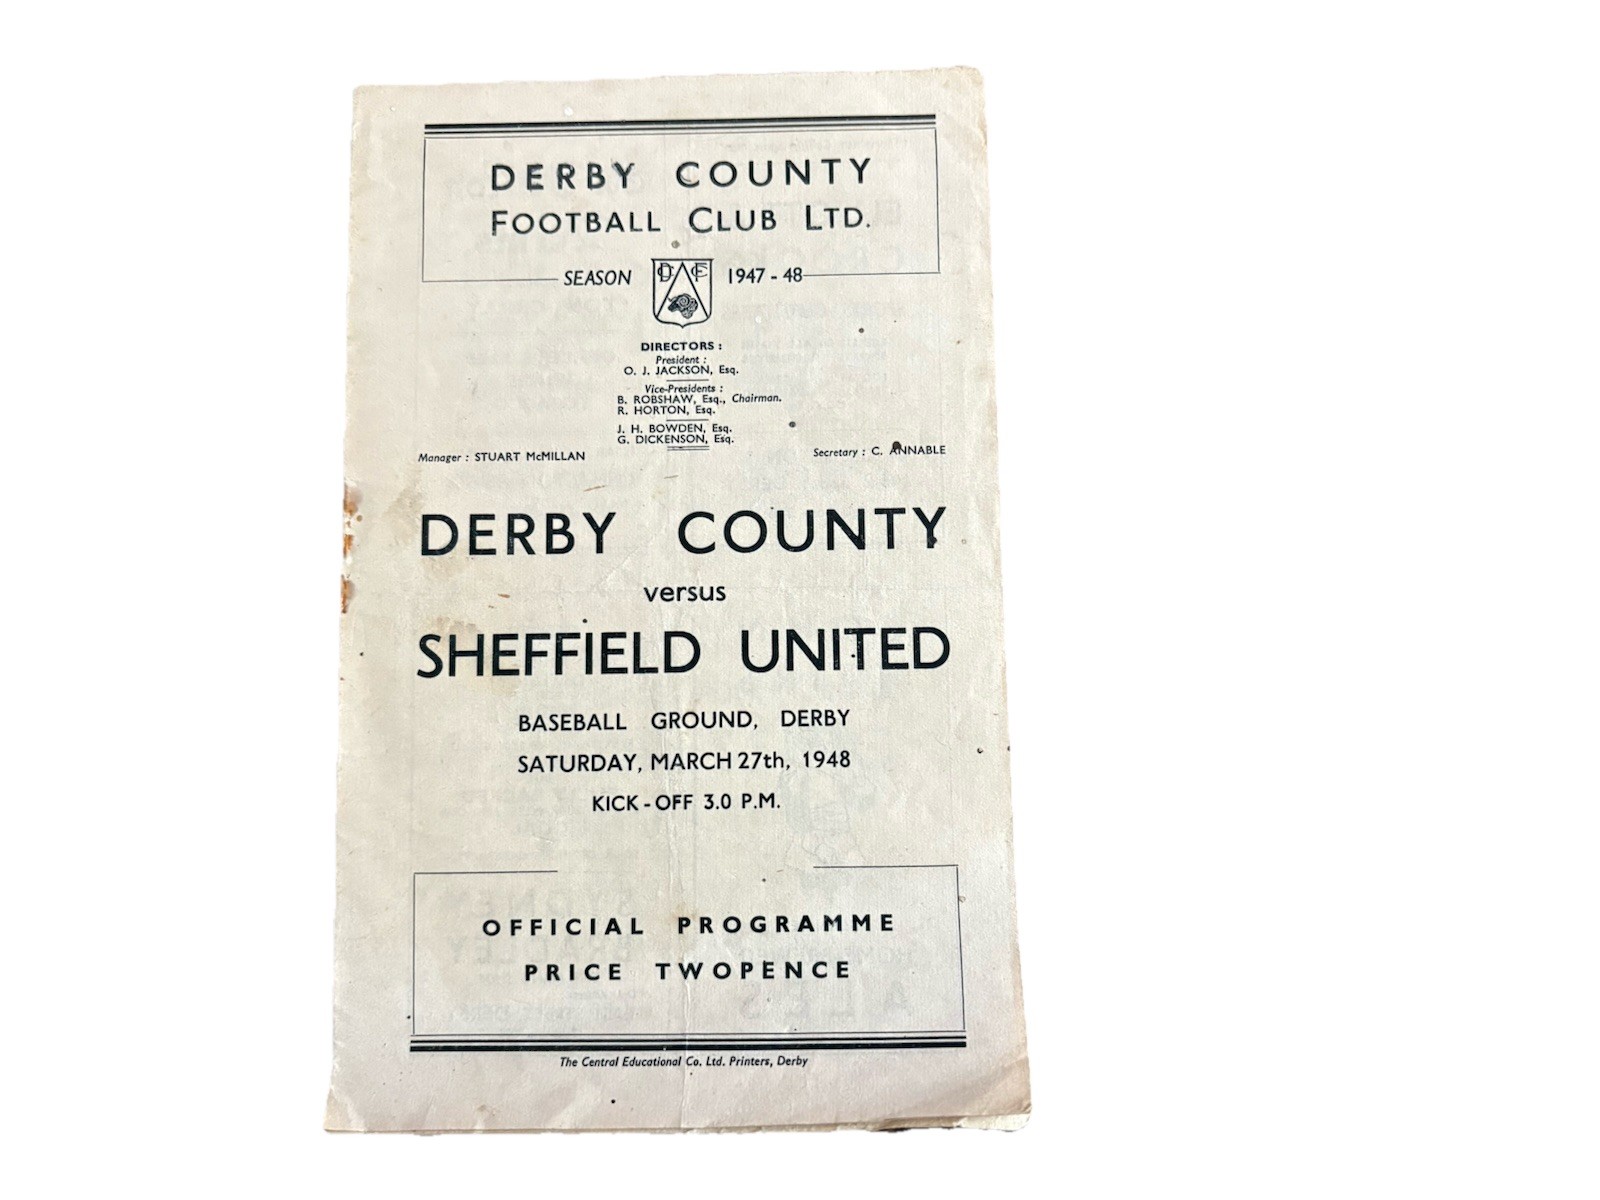 DERBY COUNTY
FOOTBALL CLUB LTD.
SEASON DCFC 1947 - 48
DIRECTORS :
President :
O. J. JACKSON, Esq.
Vice-Presidents :
B. ROBSHAW, Esq., Chairman.
R. HORTON, Esq.
J. H. BOWDEN, Esq.
G. DICKENSON, Esq.
Manager : STUART McMILLAN Secretary : C. ANNABLE
DERBY COUNTY
versus
SHEFFIELD UNITED
BASEBALL GROUND, DERBY
SATURDAY, MARCH 27th, 1948
KICK - OFF 3.0 P.M.
OFFICIAL PROGRAMME
PRICE TWOPENCE
The Central Educational Co. Ltd. Printers, Derby